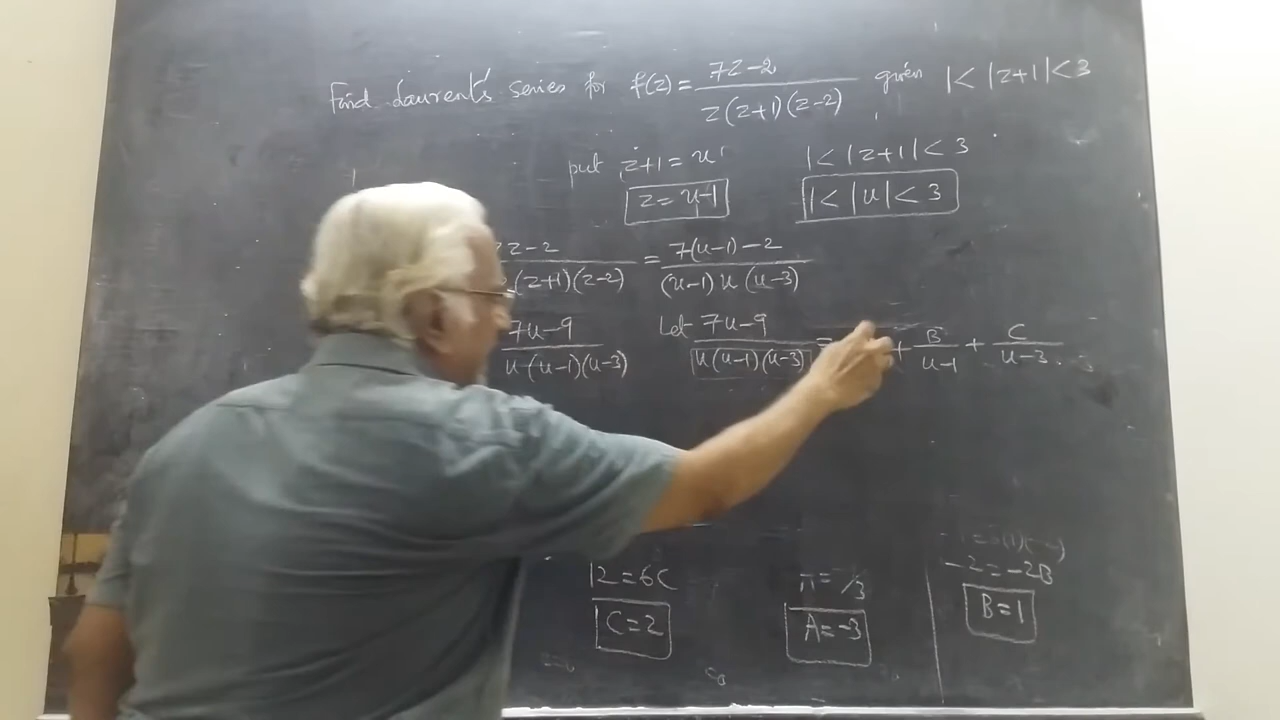 Find Laurent's series for f(z) = 7z-2 / z(z+1)(z-2) given 1 < |z+1| < 3
put z+1 = u 1 < |z+1| < 3
z = u-1 1 < |u| < 3
z-2 / (z+1)(z-2) = 7(u-1)-2 / (u-1) u (u-3)
7u-9 / u(u-1)(u-3) Let 7u-9 / u(u-1)(u-3) = + B / u-1 + C / u-3
-2 = -2B
12 = 6C
C = 2 A = -3 B = 1